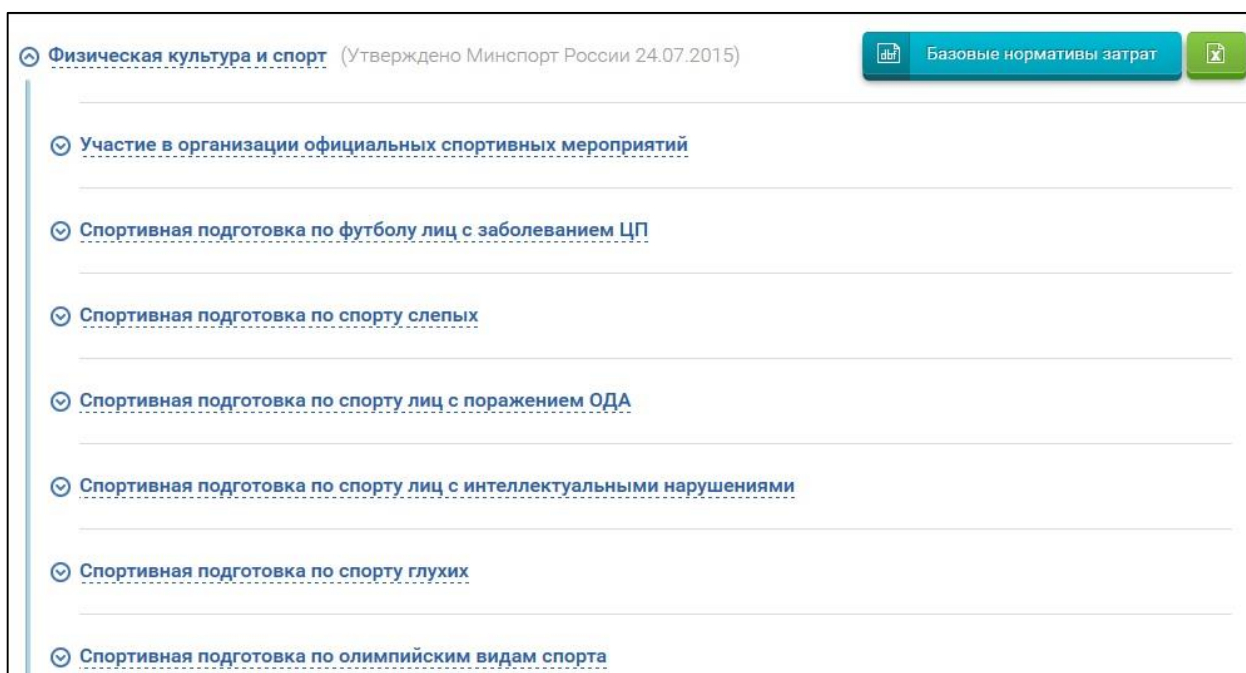 Физическая культура и спорт (Утверждено Минспорт России 24.07.2015) dbf Базовые нормативы затрат X
Участие в организации официальных спортивных мероприятий
Спортивная подготовка по футболу лиц с заболеванием ЦП
Спортивная подготовка по спорту слепых
Спортивная подготовка по спорту лиц с поражением ОДА
Спортивная подготовка по спорту лиц с интеллектуальными нарушениями
Спортивная подготовка по спорту глухих
Спортивная подготовка по олимпийским видам спорта